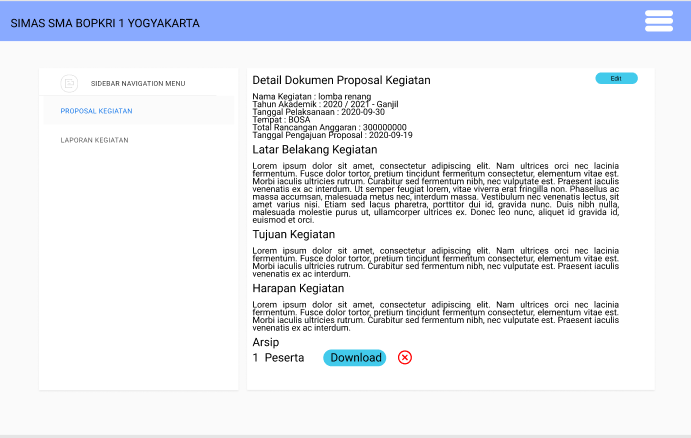 SIMAS SMA BOPKRI 1 YOGYAKARTA
SIDEBAR NAVIGATION MENU
PROPOSAL KEGIATAN
LAPORAN KEGIATAN
Detail Dokumen Proposal Kegiatan
Edit
Nama Kegiatan : lomba renang
Tahun Akademik : 2020 / 2021 - Ganjil
Tanggal Pelaksanaan : 2020-09-30
Tempat : BOSA
Total Rancangan Anggaran : 300000000
Tanggal Pengajuan Proposal : 2020-09-19
Latar Belakang Kegiatan
Lorem ipsum dolor sit amet, consectetur adipiscing elit. Nam ultrices orci nec lacinia
fermentum. Fusce dolor tortor, pretium tincidunt fermentum consectetur, elementum vitae est.
Morbi iaculis ultricies rutrum. Curabitur sed fermentum nibh, nec vulputate est. Praesent iaculis
venenatis ex ac interdum. Ut semper feugiat lorem, vitae viverra erat fringilla non. Phasellus ac
massa accumsan, malesuada metus nec, interdum massa. Vestibulum nec venenatis lectus, sit
amet varius nisi. Etiam sed lacus pharetra, porttitor dui id, gravida nunc. Duis nibh nulla,
malesuada molestie purus ut, ullamcorper ultrices ex. Donec leo nunc, aliquet id gravida id,
euismod et orci.
Tujuan Kegiatan
Lorem ipsum dolor sit amet, consectetur adipiscing elit. Nam ultrices orci nec lacinia
fermentum. Fusce dolor tortor, pretium tincidunt fermentum consectetur, elementum vitae est.
Morbi iaculis ultricies rutrum. Curabitur sed fermentum nibh, nec vulputate est. Praesent iaculis
venenatis ex ac interdum.
Harapan Kegiatan
Lorem ipsum dolor sit amet, consectetur adipiscing elit. Nam ultrices orci nec lacinia
fermentum. Fusce dolor tortor, pretium tincidunt fermentum consectetur, elementum vitae est.
Morbi iaculis ultricies rutrum. Curabitur sed fermentum nibh, nec vulputate est. Praesent iaculis
venenatis ex ac interdum.
Arsip
1 Peserta Download